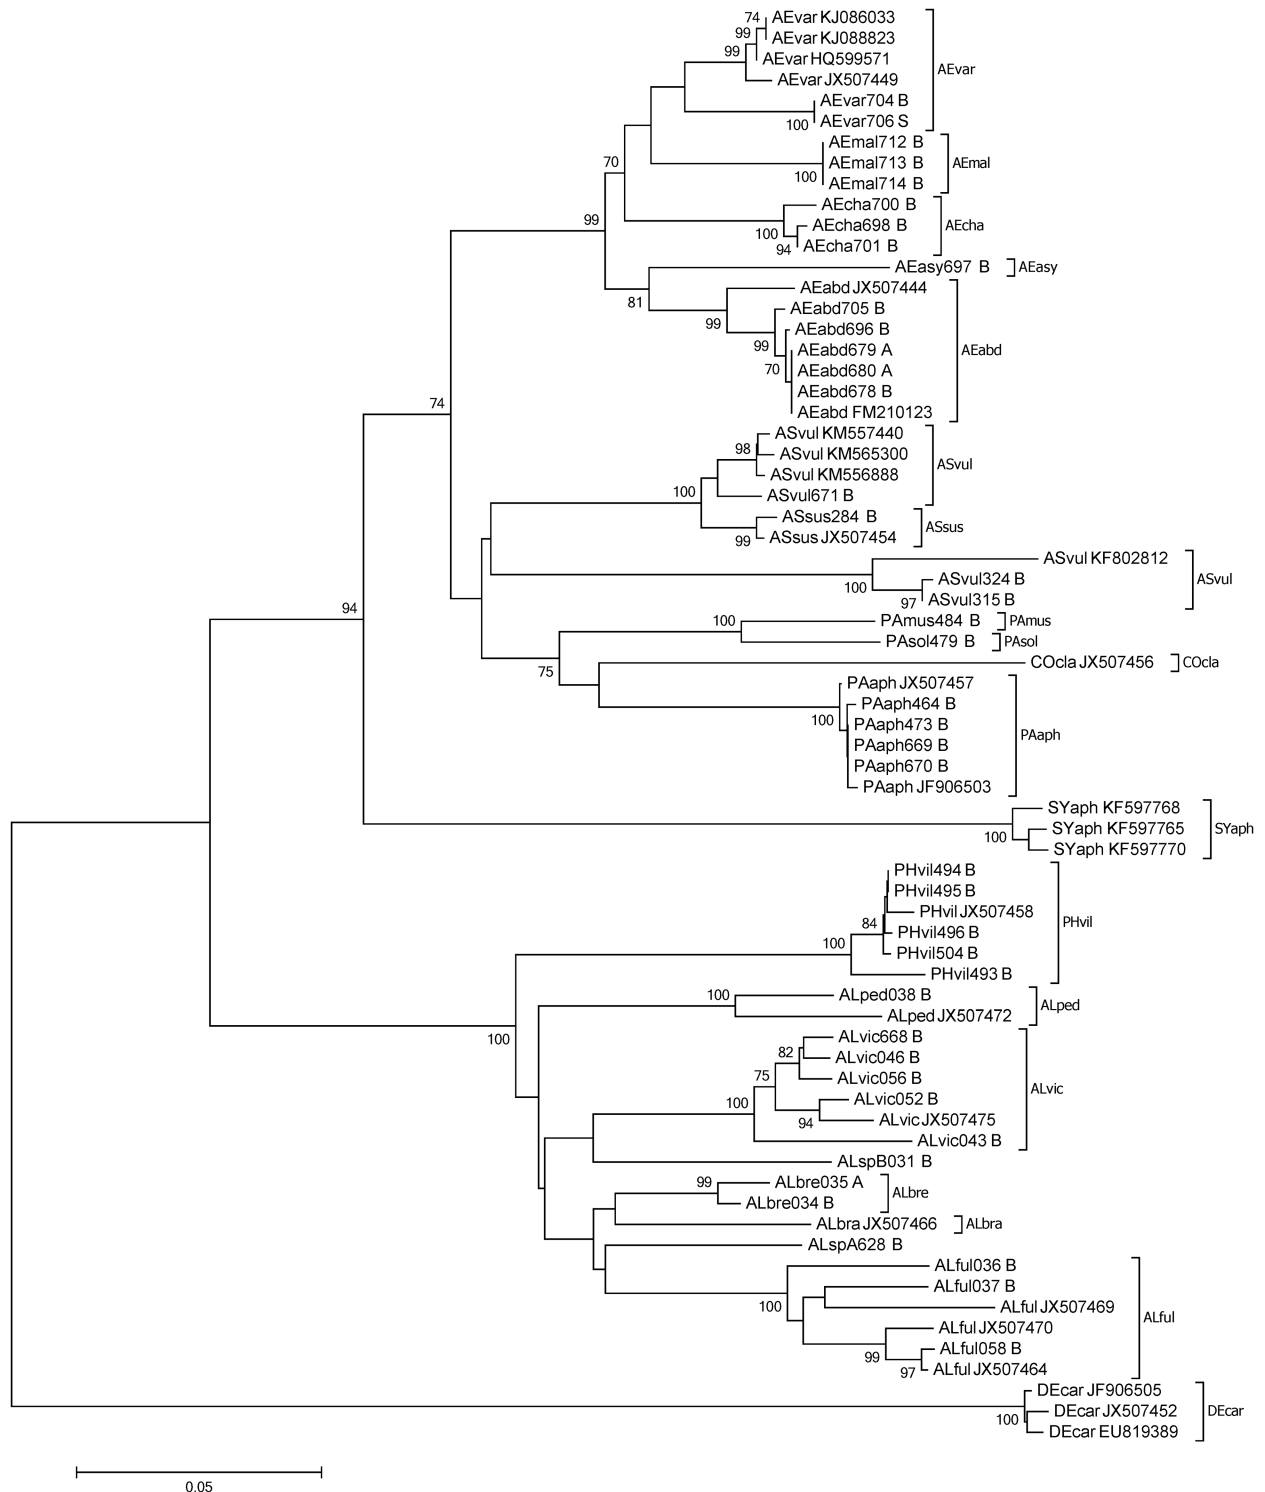 74
AEvar KJ086033
99
AEvar KJ088823
99
AEvar HQ599571
AEvar
AEvar JX507449
AEvar704 B
100
AEvar706 S
AEmal712 B
70
AEmal713 B
AEmal
100
AEmal714 B
AEcha700 B
99
AEcha698 B
AEcha
100
94
AEcha701 B
AEasy697 B
AEasy
81
AEabd JX507444
AEabd705 B
99
AEabd696 B
99
AEabd679 A
AEabd
70
AEabd680 A
AEabd678 B
74
AEabd FM210123
ASvul KM557440
98
ASvul KM565300
ASvul
ASvul KM556888
100
ASvul671 B
ASsus284 B
ASsus
99
ASsus JX507454
ASvul KF802812
100
ASvul324 B
ASvul
97
ASvul315 B
94
100
PAmus484 B
PAmus
PAsol479 B
PAsol
75
COcla JX507456
COcla
PAaph JX507457
PAaph464 B
100
PAaph473 B
PAaph
PAaph669 B
PAaph670 B
PAaph JF906503
SYaph KF597768
SYaph KF597765
SYaph
100
SYaph KF597770
PHvil494 B
PHvil495 B
PHvil JX507458
PHvil
84
PHvil496 B
100
PHvil504 B
PHvil493 B
100
ALped038 B
ALped
ALped JX507472
100
ALvic668 B
82
ALvic046 B
75
ALvic056 B
ALvic
100
ALvic052 B
94
ALvic JX507475
ALvic043 B
ALspB031 B
99
ALbre035 A
ALbre
ALbre034 B
ALbra JX507466
ALbra
ALspA628 B
ALful036 B
100
ALful037 B
ALful JX507469
ALful
ALful JX507470
99
ALful058 B
97
ALful JX507464
DEcar JF906505
100
DEcar JX507452
DEcar
DEcar EU819389
0.05